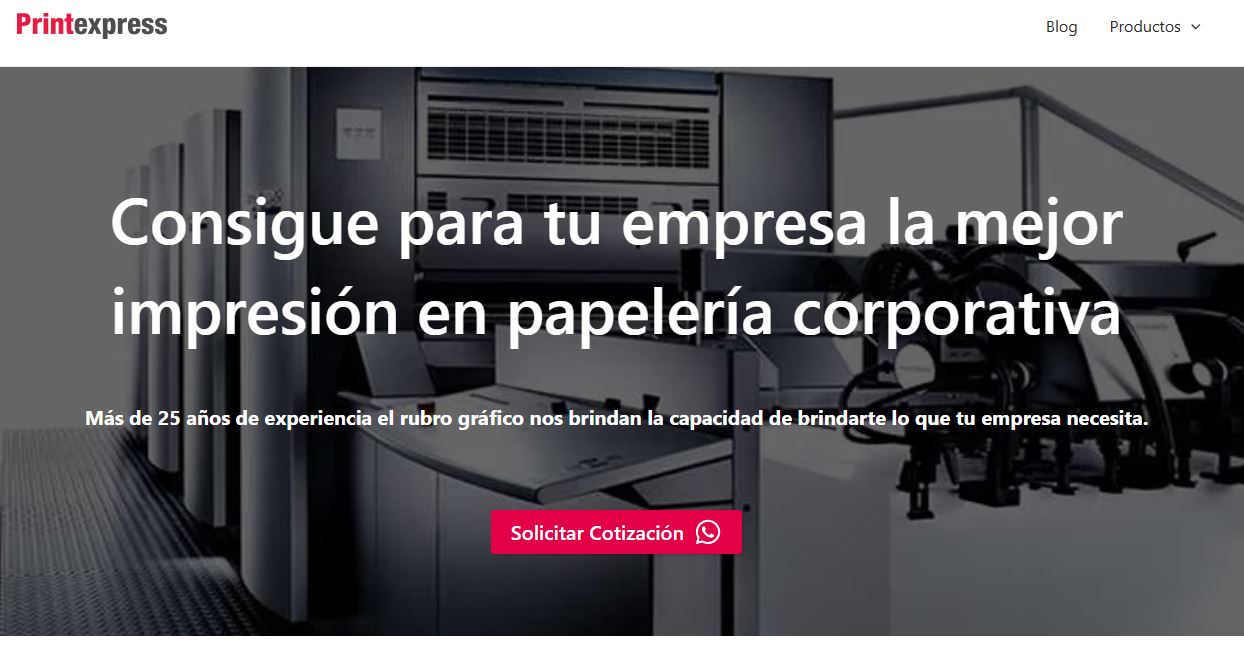 Printexpress
Blog
Productos
Consigue para tu empresa la mejor
impresión en papelería corporativa
Más de 25 años de experiencia el rubro gráfico nos brindan la capacidad de brindarte lo que tu empresa necesita.
Solicitar Cotización